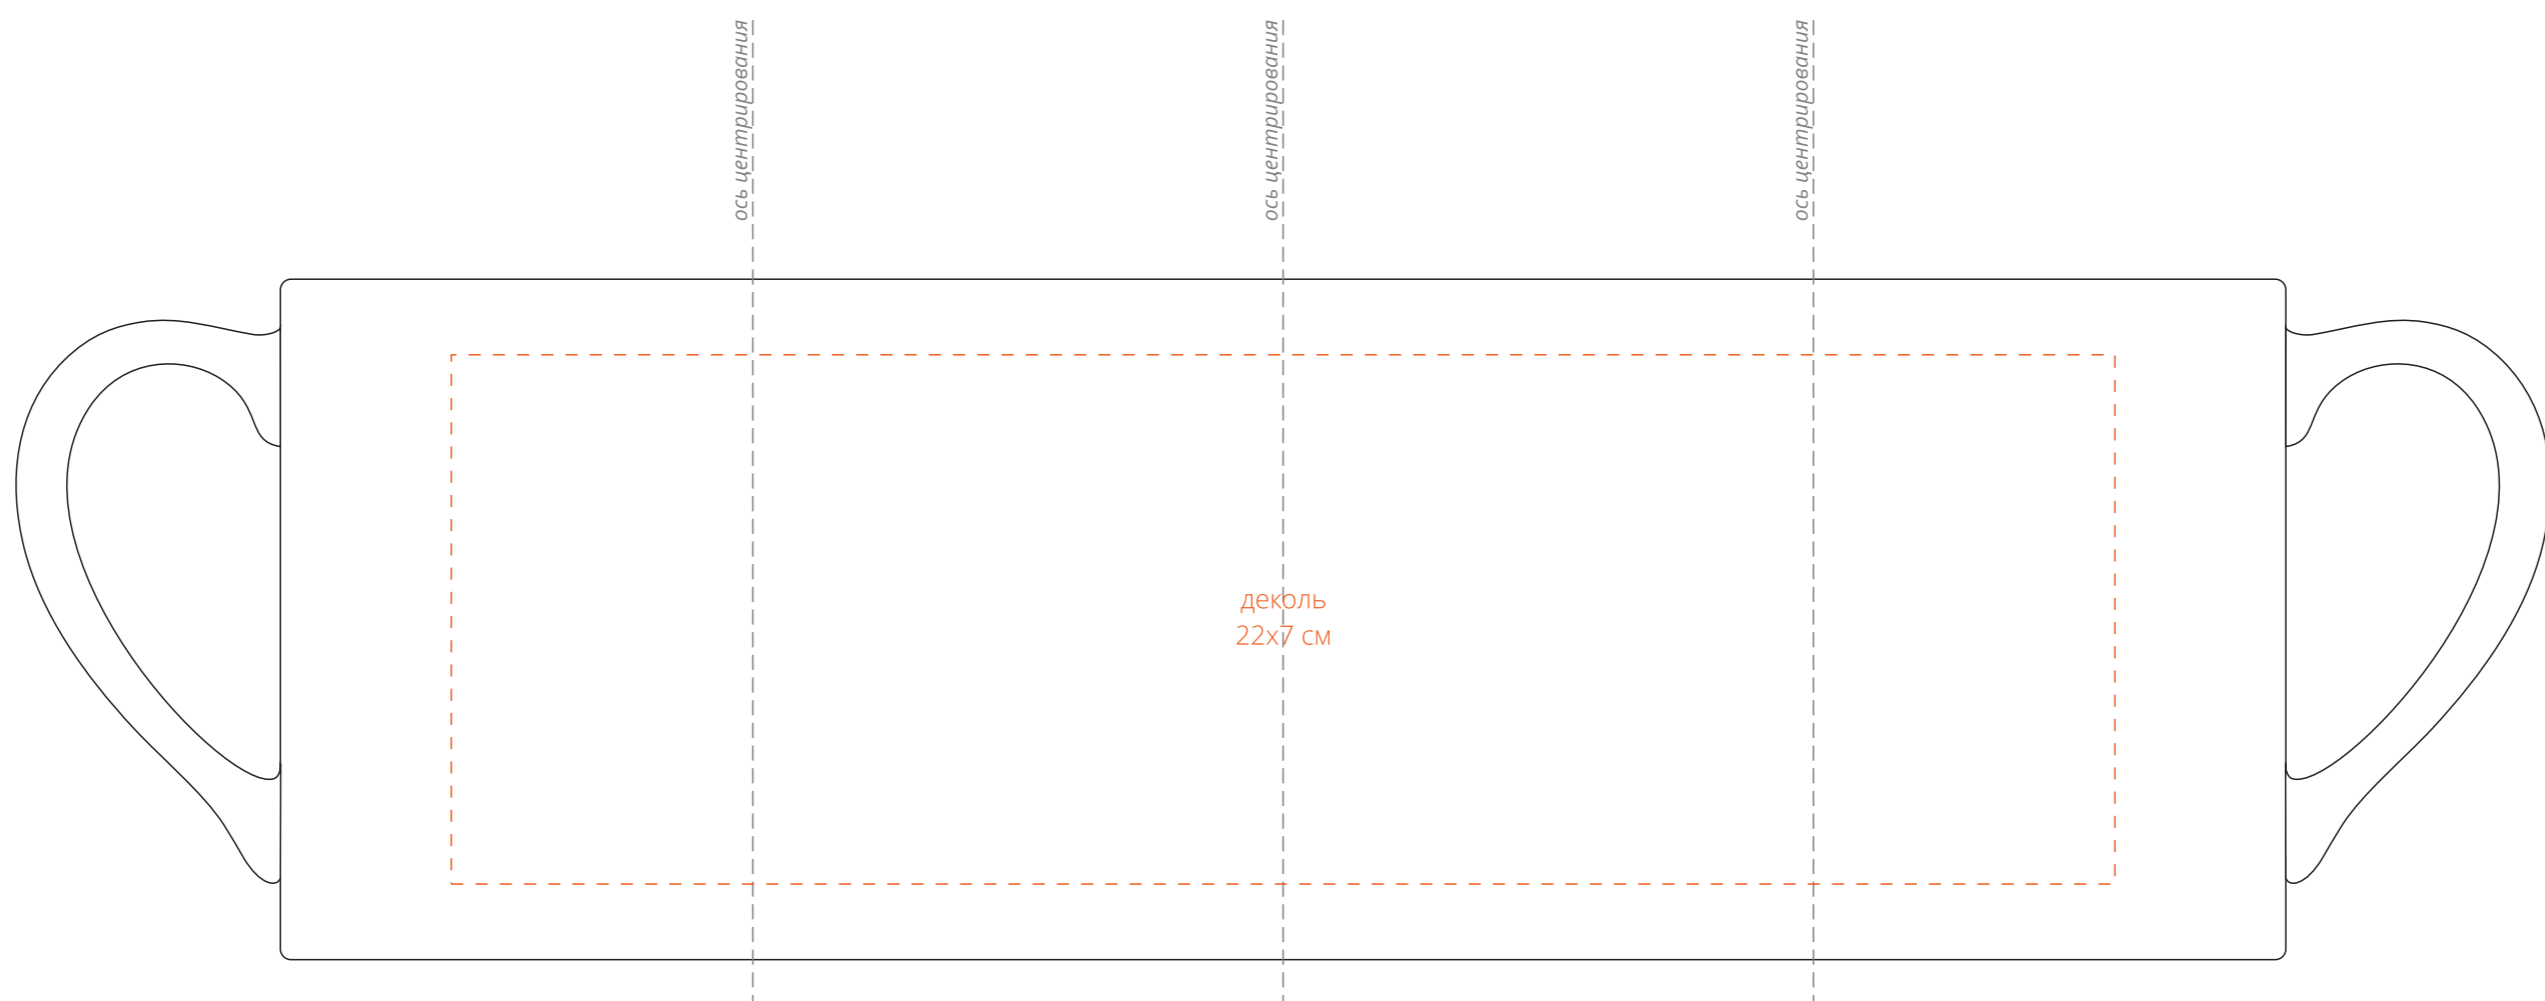 ось центрирования
ось центрирования
ось центрирования
деколь
22х7 см